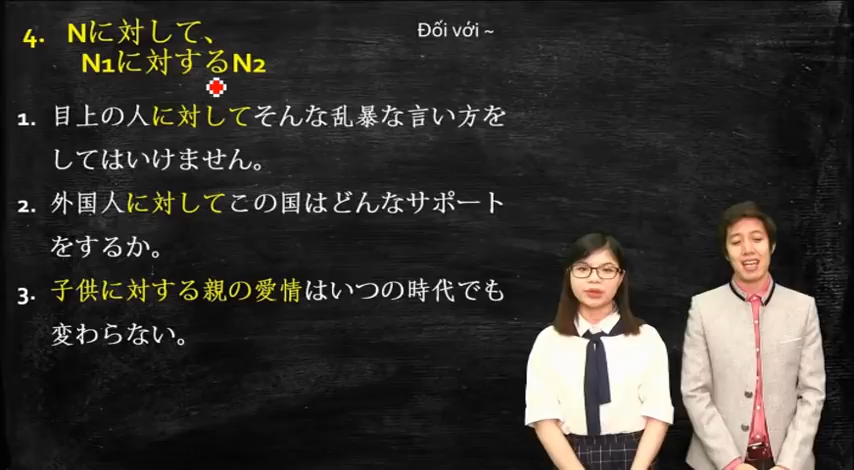 4. Nに対して、
Đối với ~
N1に対するN2
1. 目上の人に対してそんな乱暴な言い方を
してはいけません。
2. 外国人に対してこの国はどんなサポート
をするか。
3. 子供に対する親の愛情はいつの時代でも
変わらない。